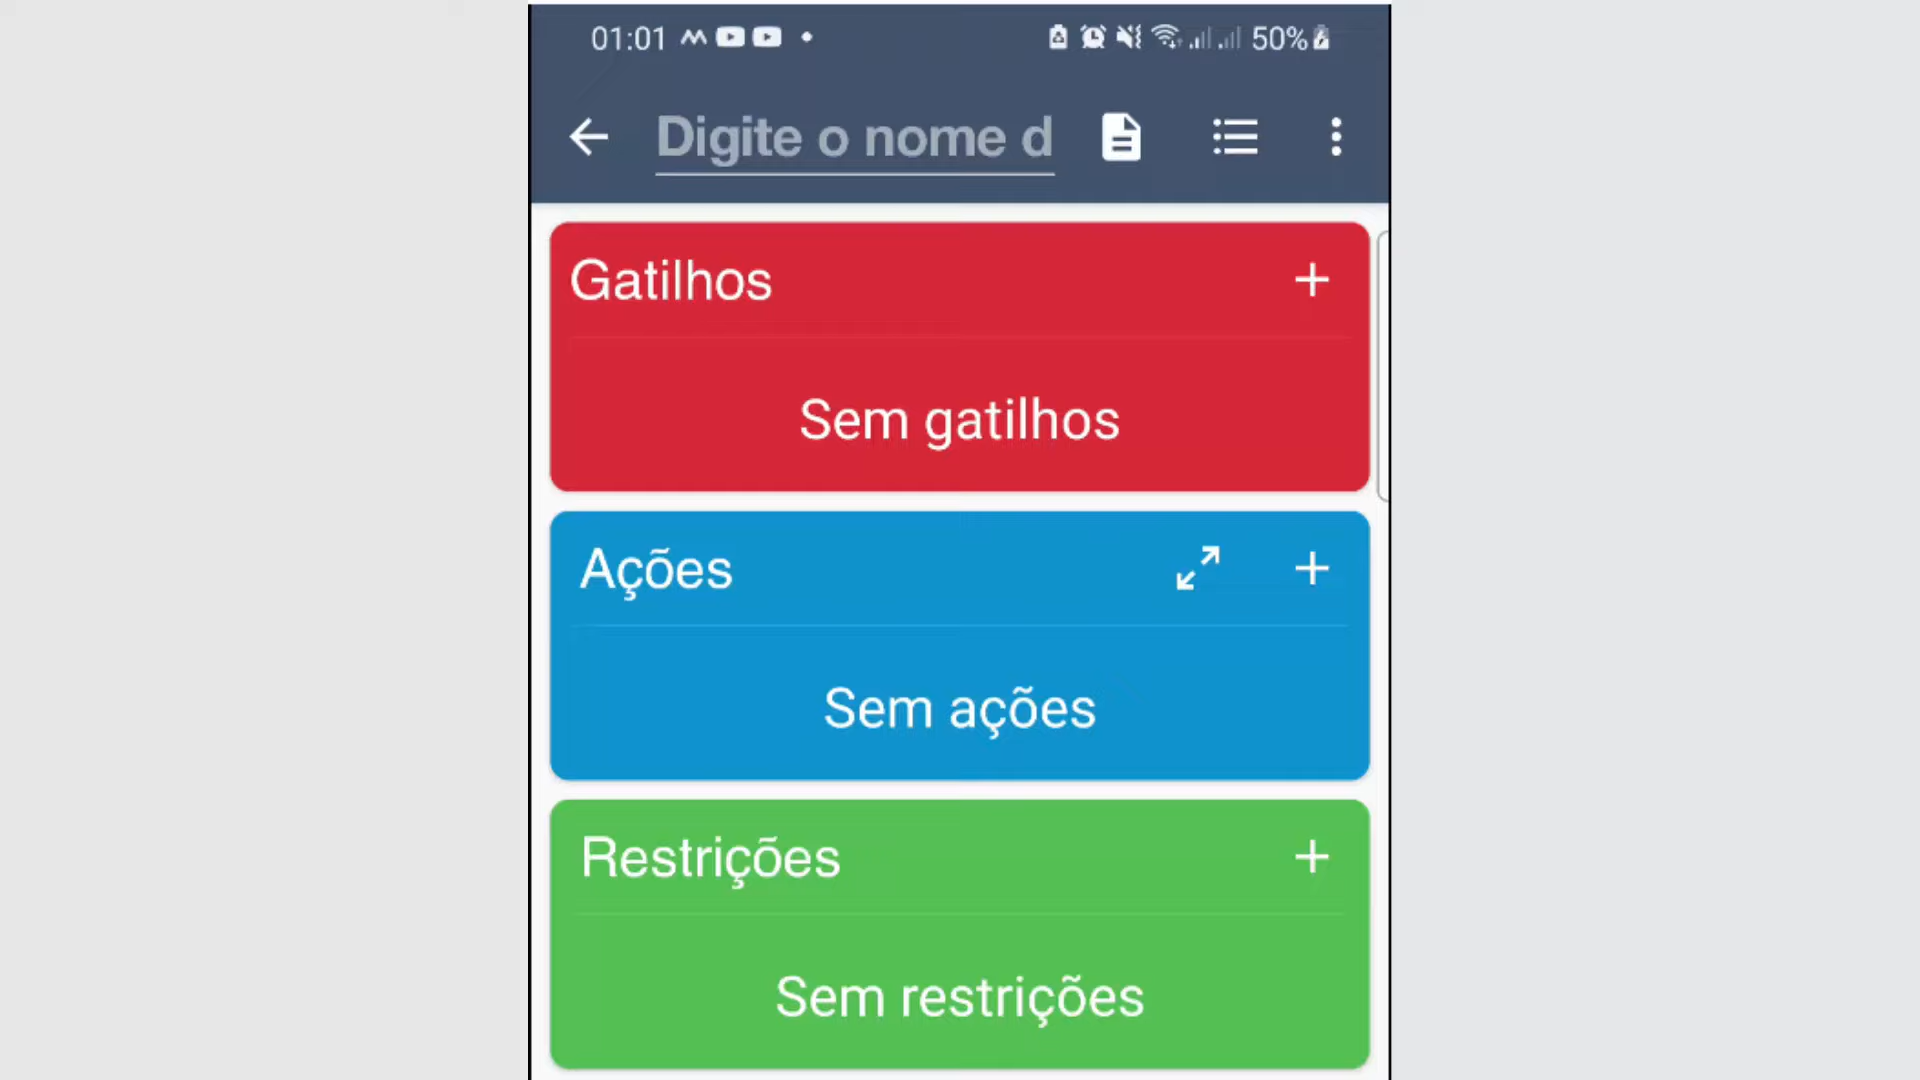 01:01 50%
Digite o nome d
Gatilhos
Sem gatilhos
Ações
Sem ações
Restrições
Sem restrições